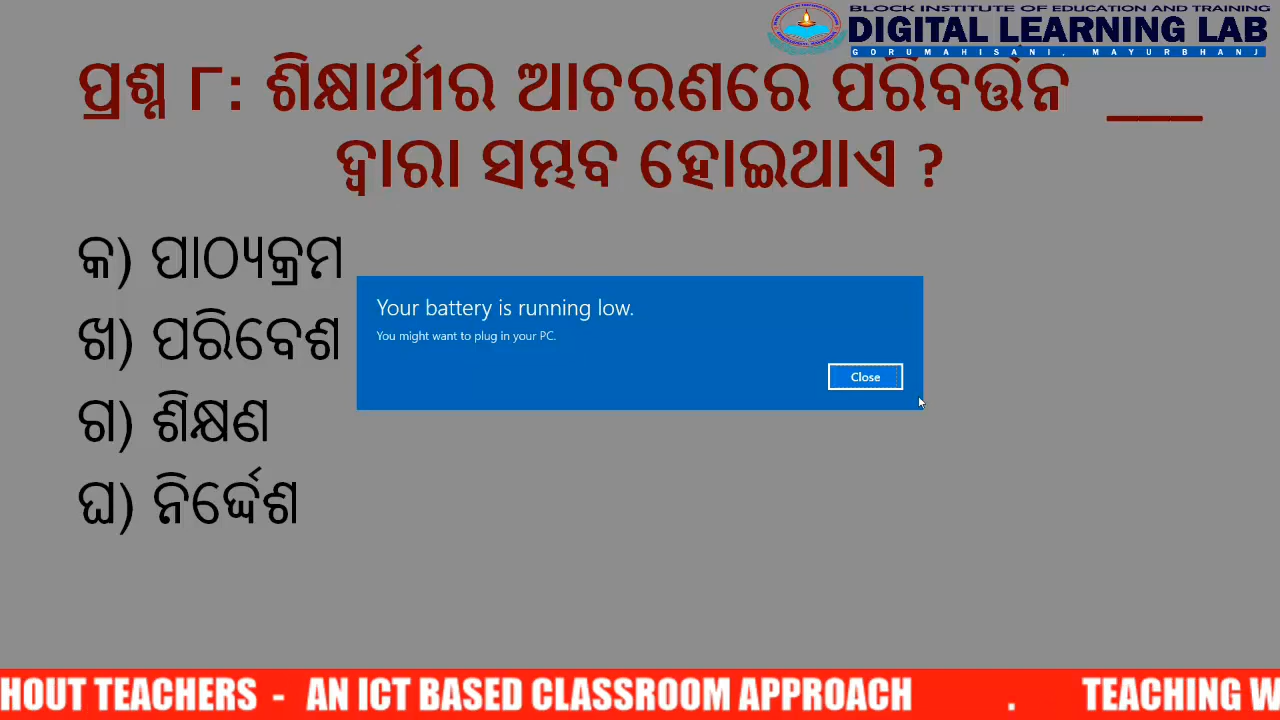 BLOCK INSTITUTE OF EDUCATION AND TRAINING
DIGITAL LEARNING LAB
GORUMAHISANI, MAYURBHANJ
ପ୍ରଶ୍ନ ୮: ଶିକ୍ଷାର୍ଥୀର ଆଚରଣରେ ପରିବର୍ତ୍ତନ ___
ଦ୍ୱାରା ସମ୍ଭବ ହୋଇଥାଏ ?
କ) ପାଠ୍ୟକ୍ରମ
ଖ) ପରିବେଶ
ଗ) ଶିକ୍ଷଣ
ଘ) ନିର୍ଦ୍ଦେଶ
Your battery is running low.
You might want to plug in your PC.
Close
HOUT TEACHERS - AN ICT BASED CLASSROOM APPROACH . TEACHING W